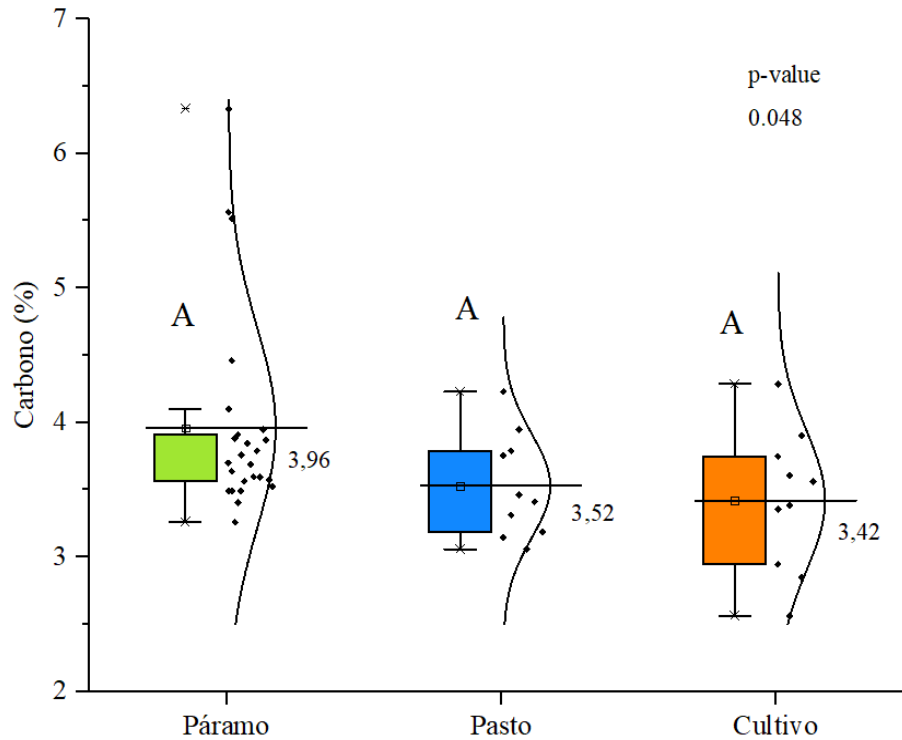 7
p-value
0.048
6
5
A
A
A
Carbono (%)
4
3,96
3,52
3,42
3
2
Páramo
Pasto
Cultivo